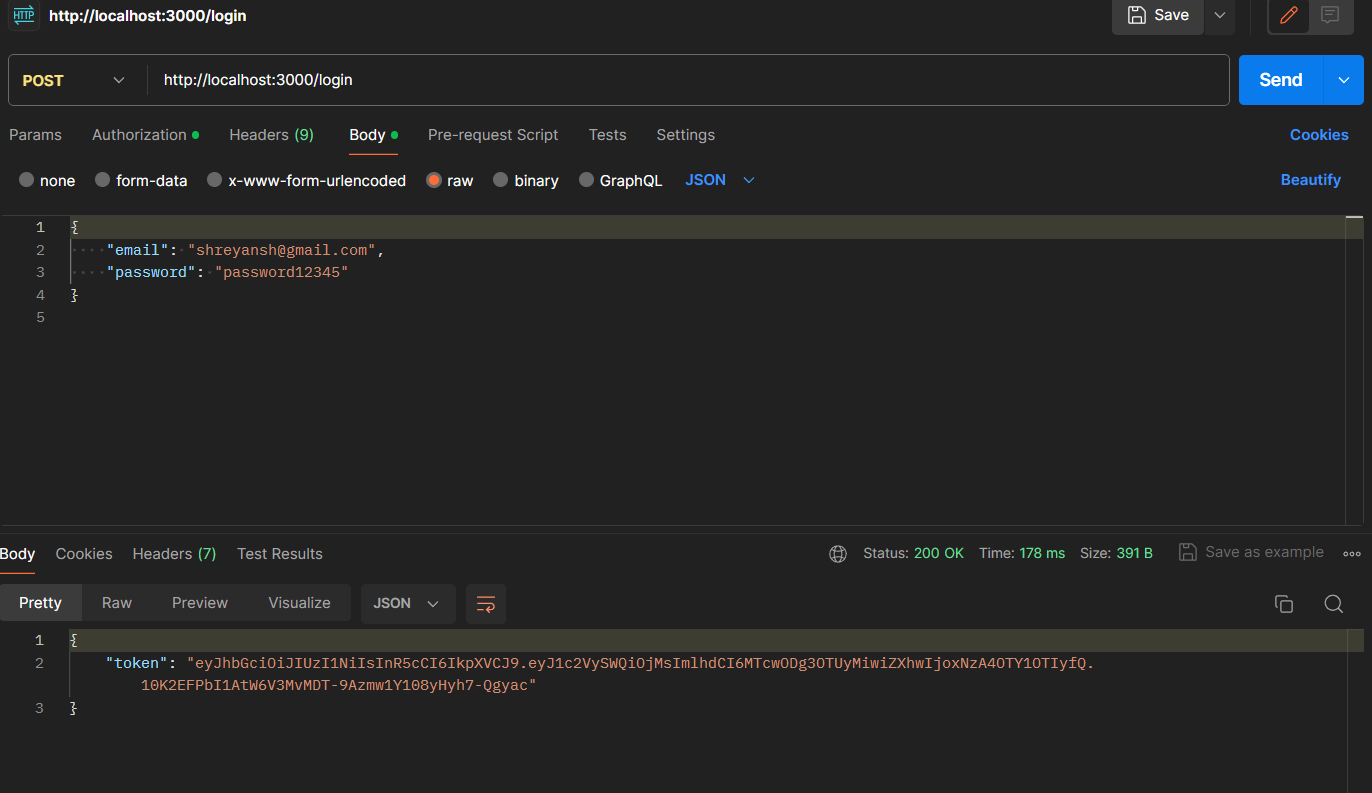 HTTP http://localhost:3000/login Save
POST http://localhost:3000/login Send
Params Authorization Headers (9) Body Pre-request Script Tests Settings Cookies
none form-data x-www-form-urlencoded raw binary GraphQL JSON Beautify
1 {
2 "email": "shreyansh@gmail.com",
3 "password": "password12345"
4 }
5
Body Cookies Headers (7) Test Results Status: 200 OK Time: 178 ms Size: 391 B Save as example
Pretty Raw Preview Visualize JSON
1 {
2 "token": "eyJhbGciOiJIUzI1NiIsInR5cCI6IkpXVCJ9.eyJ1c2VySWQiOjMsImlhdCI6MTcwODg3OTUyMiwiZXhwIjoxNzA4OTY1OTIyfQ.
10K2EFPbI1AtW6V3MvMDT-9Azmw1Y108yHyh7-Qgyac"
3 }